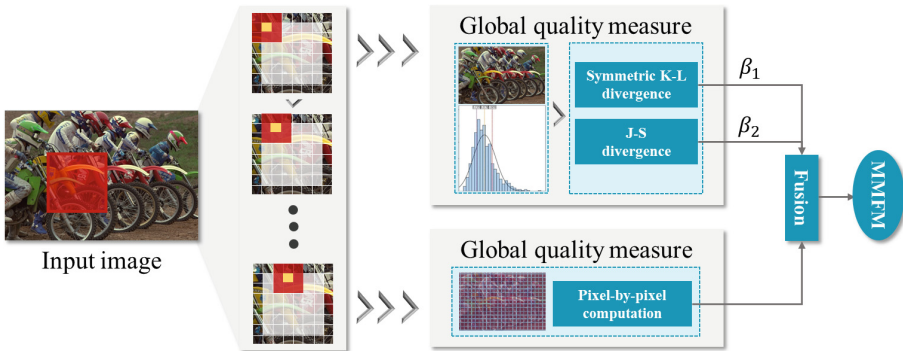 Global quality measure
Symmetric K-L
divergence
J-S
divergence
β1
β2
Input image
Global quality measure
Pixel-by-pixel
computation
Fusion
MMFM